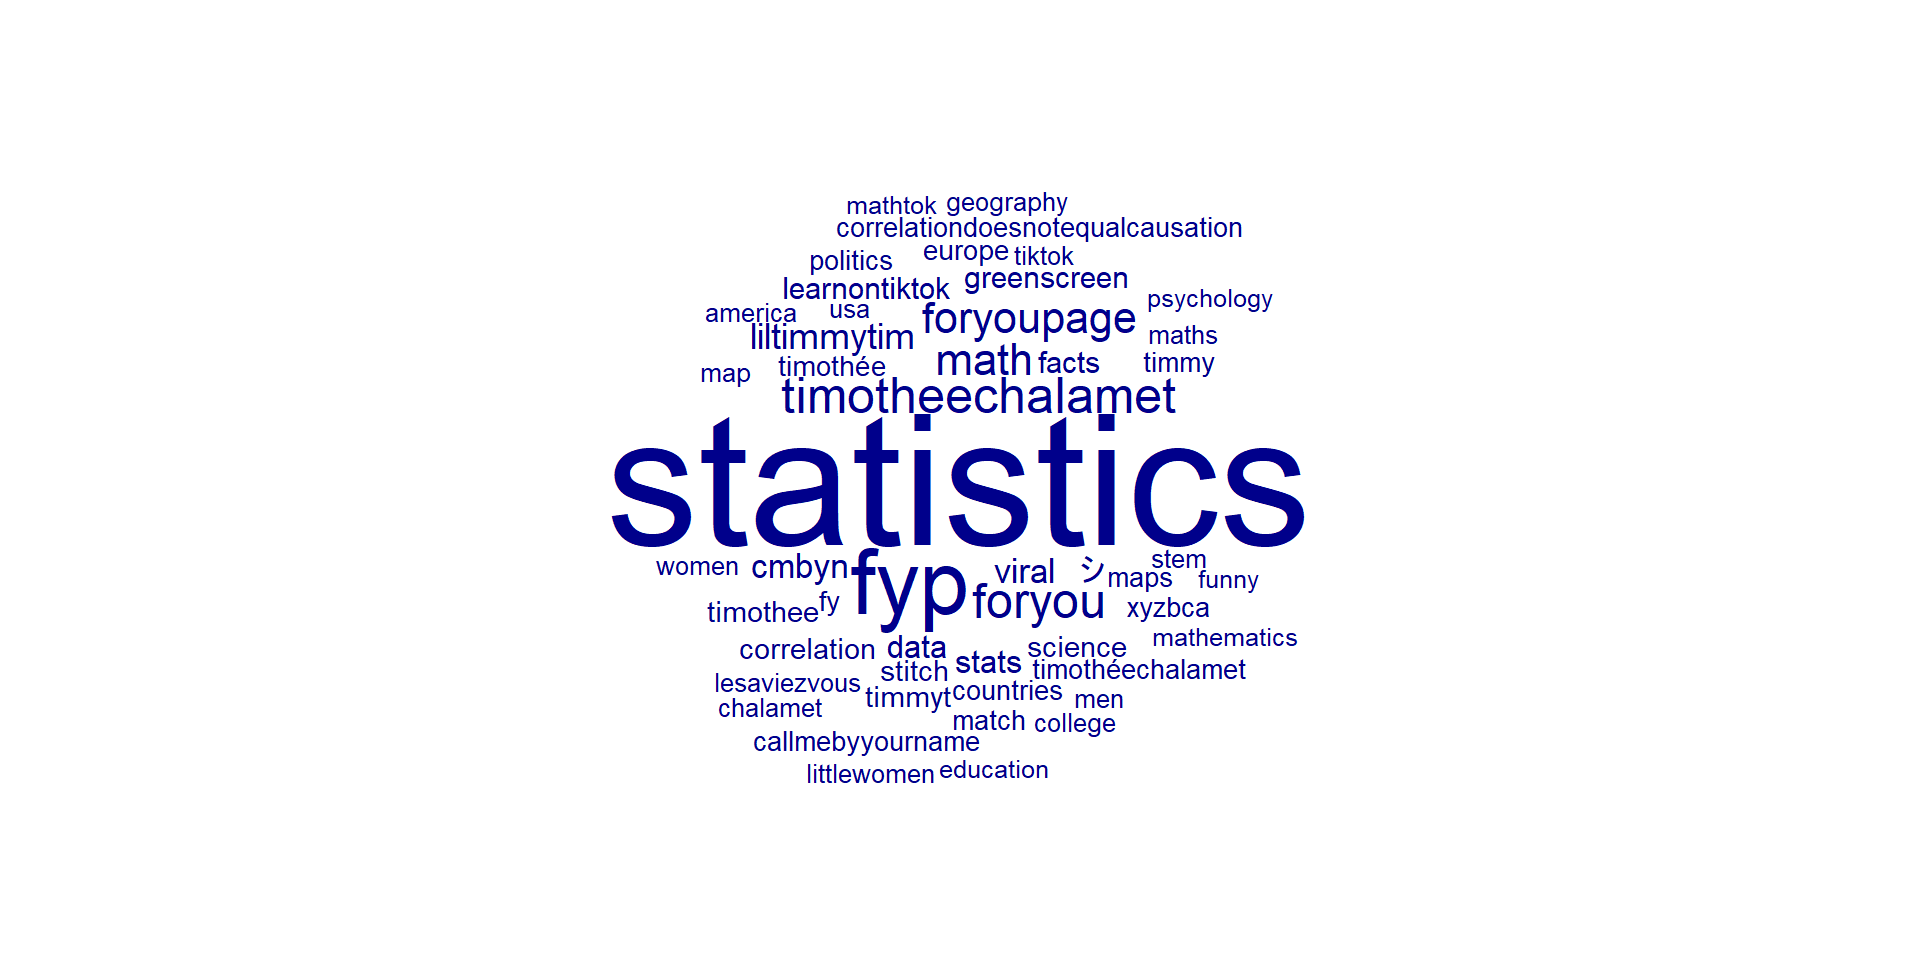 mathtok geography
correlationdoesnotequalcausation
politics europe tiktok
learnontiktok greenscreen
america usa foryoupage psychology
liltimmytim maths
map timothée math facts timmy
timotheechalamet
statistics
women cmbyn fyp viral シ maps stem funny
timothee fy foryou xyzbca
correlation data science mathematics
stitch stats timothéechalamet
lesaviezvous timmyt countries men
chalamet match college
callmebyyourname
littlewomen education